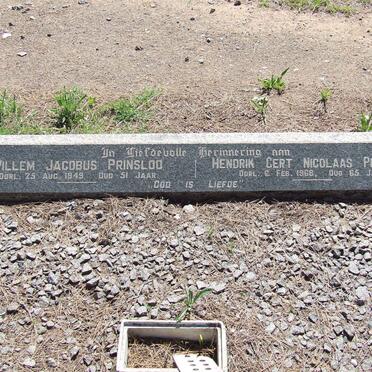 In Liefdevolle Herinnering aan
WILLEM JACOBUS PRINSLOO HENDRIK GERT NICOLAAS
OORL. 25 AUG. 1949 OUD 51 JAAR. OORL. 2 FEB. 1968, OUD 65
"GOD IS LIEFDE"